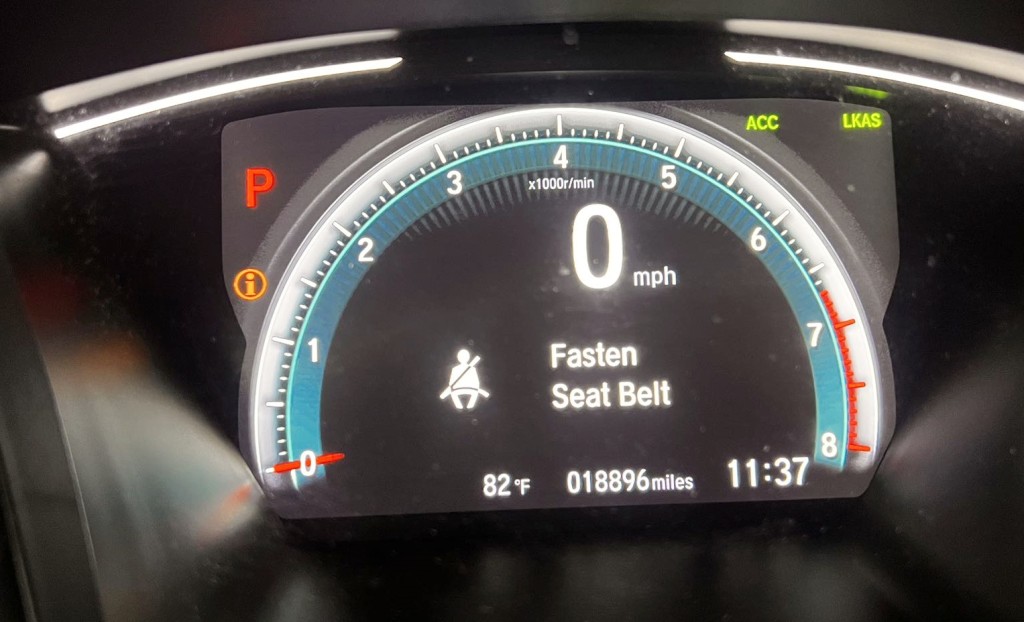 ACC
LKAS
P
i
0
1
2
3
4
5
6
7
8
x1000r/min
0 mph
Fasten
Seat Belt
82°F
018896 miles
11:37